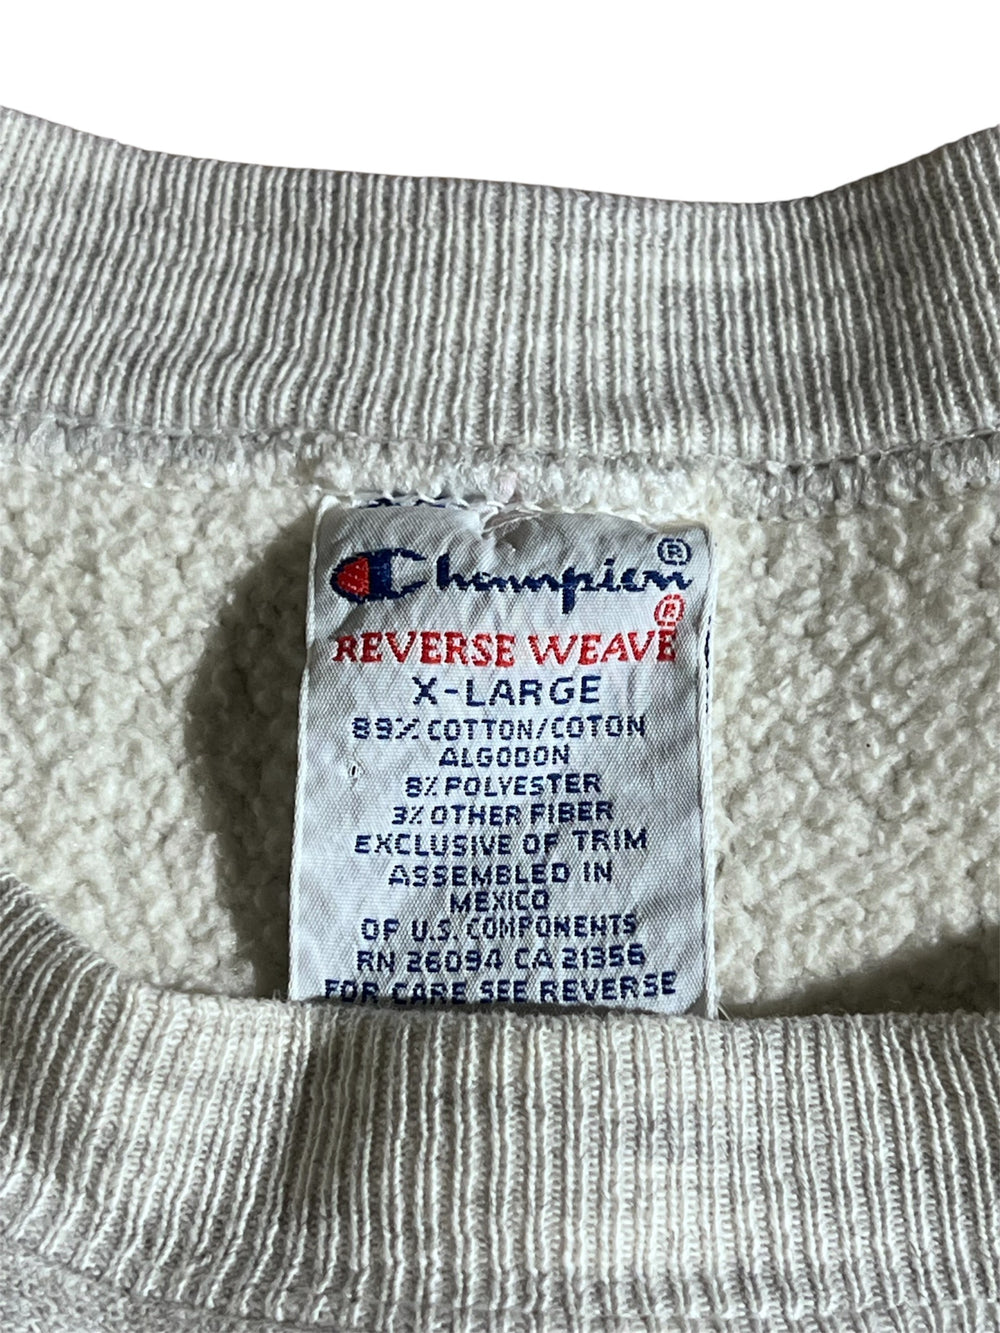 Champion®
REVERSE WEAVE®
X-LARGE
89% COTTON/COTON
ALGODON
8% POLYESTER
3% OTHER FIBER
EXCLUSIVE OF TRIM
ASSEMBLED IN
MEXICO
OF U.S. COMPONENTS
RN 26094 CA 21356
FOR CARE SEE REVERSE